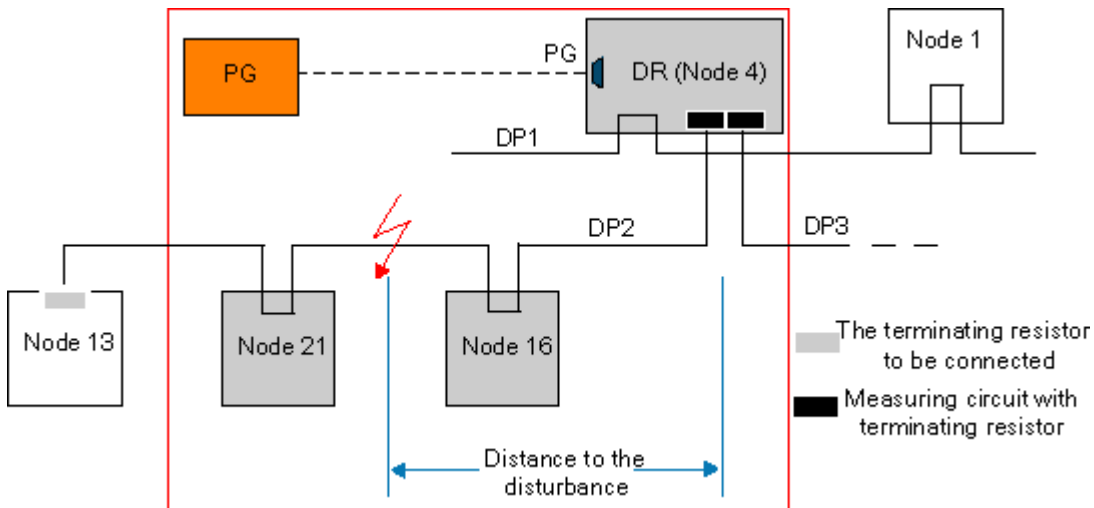 Node 1
PG
PG
DR (Node 4)
DP1
DP2
DP3
Node 13
Node 21
Node 16
The terminating resistor
to be connected
Measuring circuit with
terminating resistor
Distance to the
disturbance